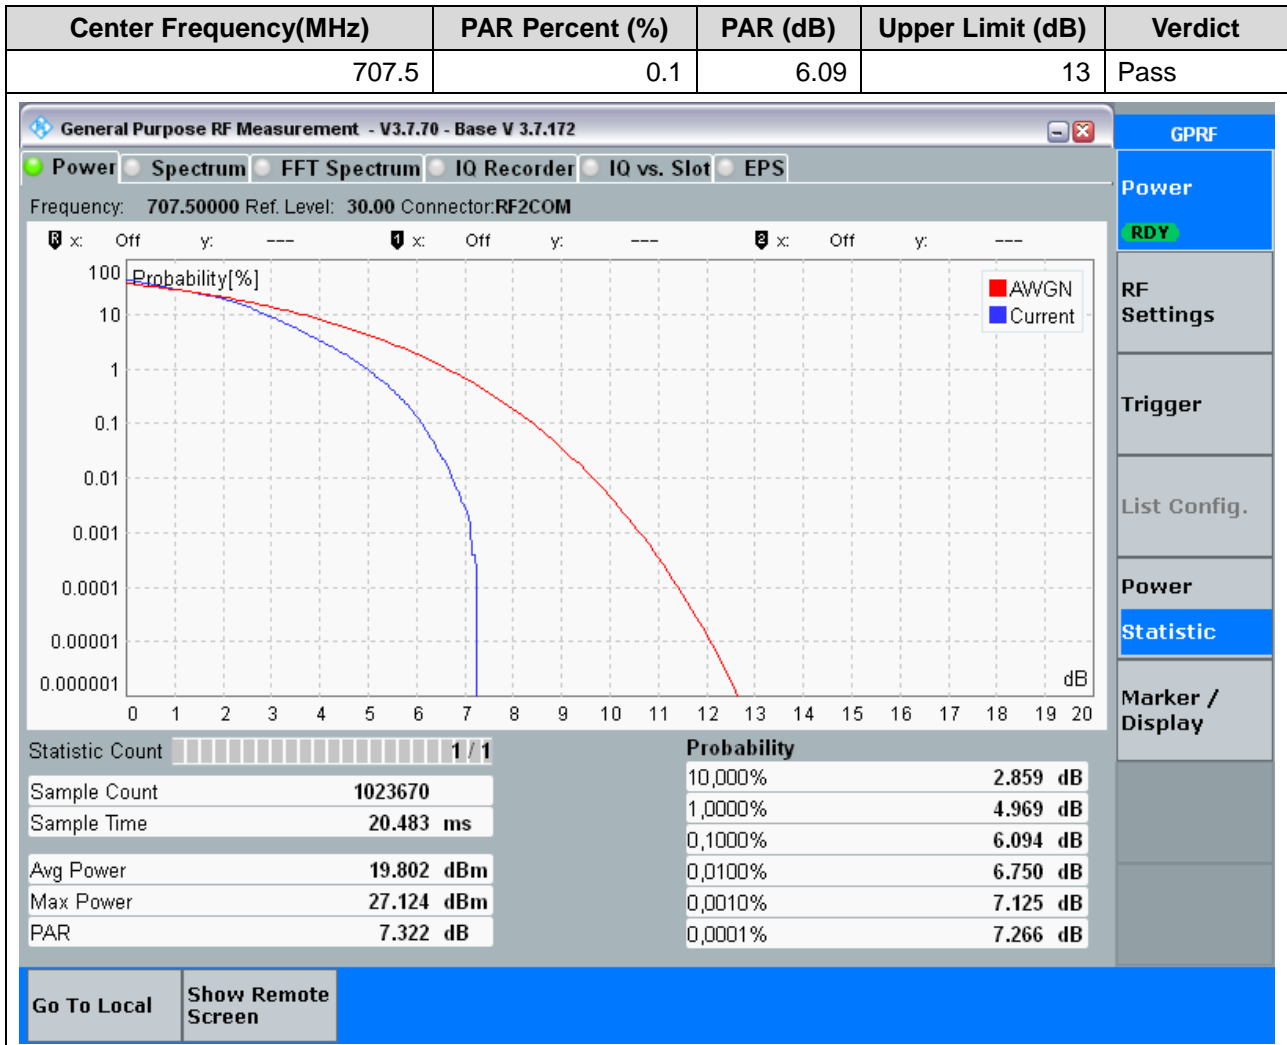 Center Frequency(MHz) PAR Percent (%) PAR (dB) Upper Limit (dB) Verdict
707.5 0.1 6.09 13 Pass
General Purpose RF Measurement - V3.7.70 - Base V 3.7.172
GPRF
Power Spectrum FFT Spectrum IQ Recorder IQ vs. Slot EPS
Power
RDY
Frequency: 707.50000 Ref. Level: 30.00 Connector:RF2COM
R x: Off y: --- 1 x: Off y: --- 2 x: Off y: ---
Probability[%]
AWGN
Current
100
10
1
0.1
0.01
0.001
0.0001
0.00001
0.000001
dB
0 1 2 3 4 5 6 7 8 9 10 11 12 13 14 15 16 17 18 19 20
RF
Settings
Trigger
List Config.
Power
Statistic
Marker /
Display
Statistic Count 1 / 1
Sample Count 1023670
Sample Time 20.483 ms
Avg Power 19.802 dBm
Max Power 27.124 dBm
PAR 7.322 dB
Probability
10,000% 2.859 dB
1,0000% 4.969 dB
0,1000% 6.094 dB
0,0100% 6.750 dB
0,0010% 7.125 dB
0,0001% 7.266 dB
Go To Local
Show Remote
Screen